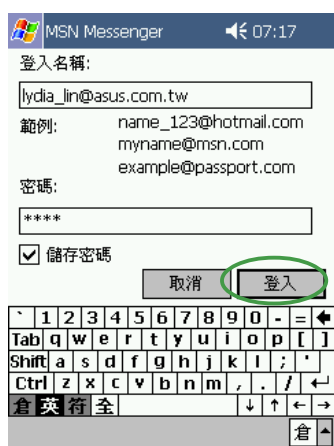 MSN Messenger 07:17
登入名稱:
lydia_lin@asus.com.tw
範例: name_123@hotmail.com
myname@msn.com
example@passport.com
密碼:
****
儲存密碼
取消 登入
` 1 2 3 4 5 6 7 8 9 0 - =
Tab q w e r t y u i o p [ ]
Shift a s d f g h j k l ; '
Ctrl z x c v b n m , . /
倉 英 符 全 ↓ ↑ ← →
倉